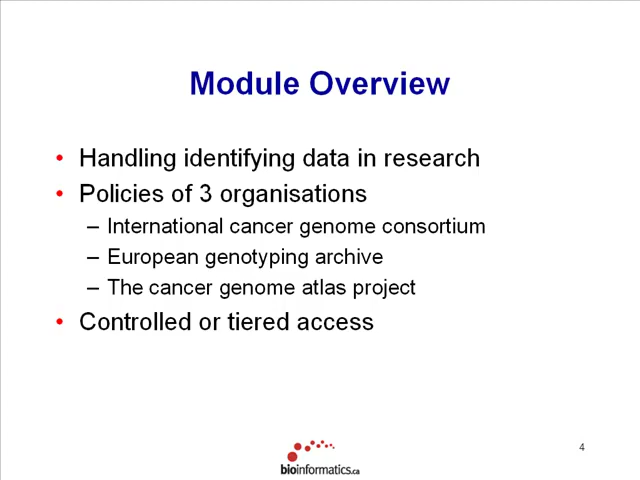 Module Overview
• Handling identifying data in research
• Policies of 3 organisations
– International cancer genome consortium
– European genotyping archive
– The cancer genome atlas project
• Controlled or tiered access
4
bioinformatics.ca